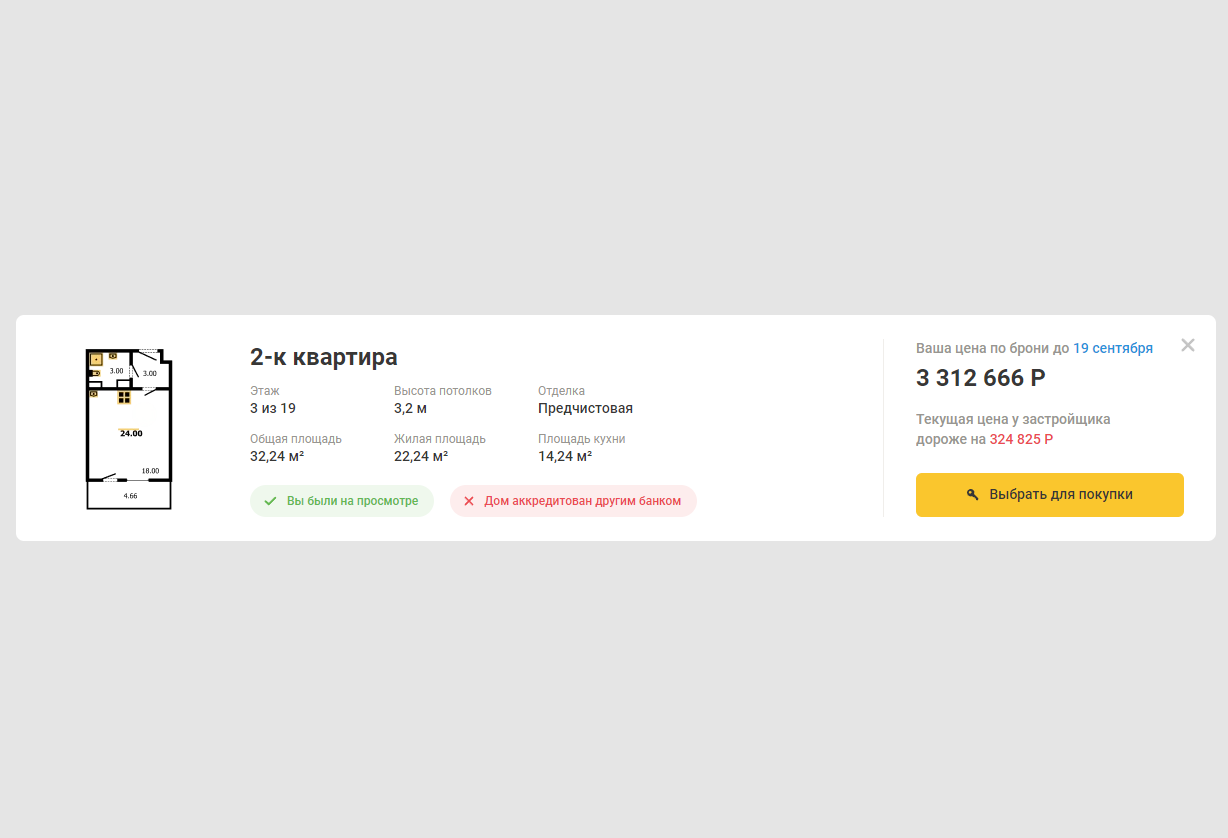 3.00
3.00
24.00
18.00
4.66
2-к квартира
Этаж
3 из 19
Высота потолков
3,2 м
Отделка
Предчистовая
Общая площадь
32,24 м²
Жилая площадь
22,24 м²
Площадь кухни
14,24 м²
Вы были на просмотре
Дом аккредитован другим банком
Ваша цена по брони до 19 сентября
3 312 666 Р
Текущая цена у застройщика
дороже на 324 825 Р
Выбрать для покупки